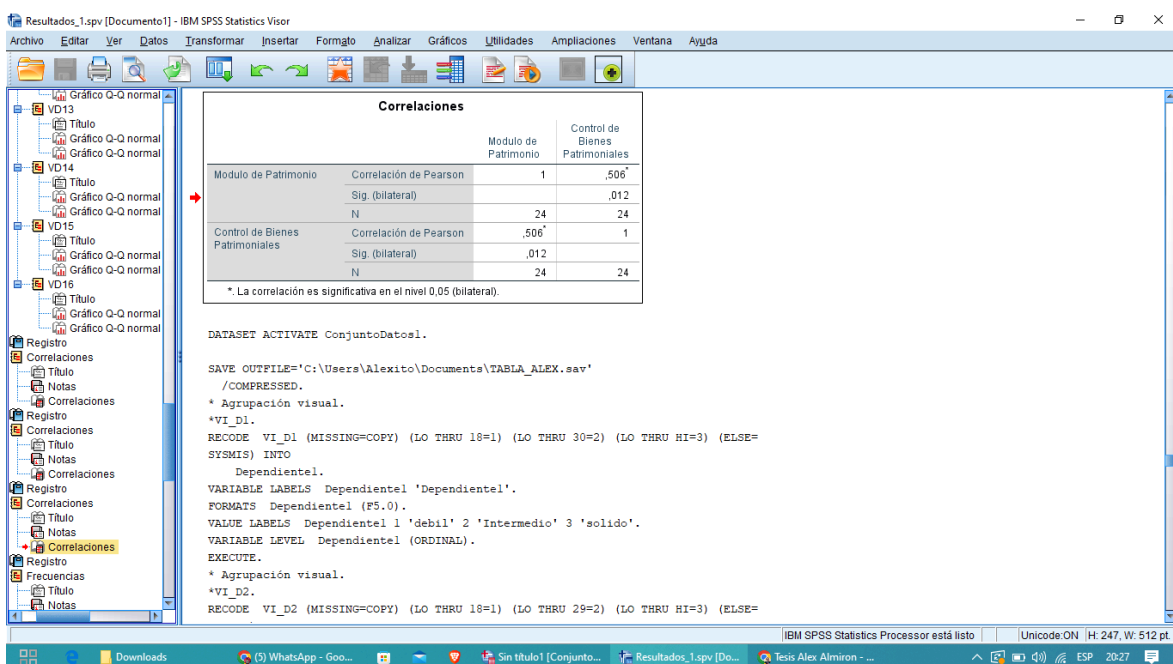 Resultados_1.spv [Documento1] - IBM SPSS Statistics Visor
Archivo Editar Ver Datos Transformar Insertar Formato Analizar Gráficos Utilidades Ampliaciones Ventana Ayuda
Gráfico Q-Q normal
VD13
Título
Gráfico Q-Q normal
Gráfico Q-Q normal
VD14
Título
Gráfico Q-Q normal
Gráfico Q-Q normal
VD15
Título
Gráfico Q-Q normal
Gráfico Q-Q normal
VD16
Título
Gráfico Q-Q normal
Gráfico Q-Q normal
Registro
Correlaciones
Título
Notas
Correlaciones
Registro
Correlaciones
Título
Notas
Correlaciones
Registro
Correlaciones
Título
Notas
Correlaciones
Registro
Frecuencias
Título
Notas
Correlaciones
Modulo de Patrimonio
Control de Bienes Patrimoniales
Modulo de Patrimonio Correlación de Pearson 1 ,506*
Sig. (bilateral) ,012
N 24 24
Control de Bienes Patrimoniales Correlación de Pearson ,506* 1
Sig. (bilateral) ,012
N 24 24
*. La correlación es significativa en el nivel 0,05 (bilateral).
DATASET ACTIVATE ConjuntoDatos1.
SAVE OUTFILE='C:\Users\Alexito\Documents\TABLA_ALEX.sav'
/COMPRESSED.
* Agrupación visual.
*VI_D1.
RECODE VI_D1 (MISSING=COPY) (LO THRU 18=1) (LO THRU 30=2) (LO THRU HI=3) (ELSE=
SYSMIS) INTO
Dependiente1.
VARIABLE LABELS Dependiente1 'Dependiente1'.
FORMATS Dependiente1 (F5.0).
VALUE LABELS Dependiente1 1 'debil' 2 'Intermedio' 3 'solido'.
VARIABLE LEVEL Dependiente1 (ORDINAL).
EXECUTE.
* Agrupación visual.
*VI_D2.
RECODE VI_D2 (MISSING=COPY) (LO THRU 18=1) (LO THRU 29=2) (LO THRU HI=3) (ELSE=
IBM SPSS Statistics Processor está listo Unicode:ON H: 247, W: 512 pt.
Downloads (5) WhatsApp - Goo... Sin título1 [Conjunto... Resultados_1.spv [Do... Tesis Alex Almiron - ... ESP 20:27